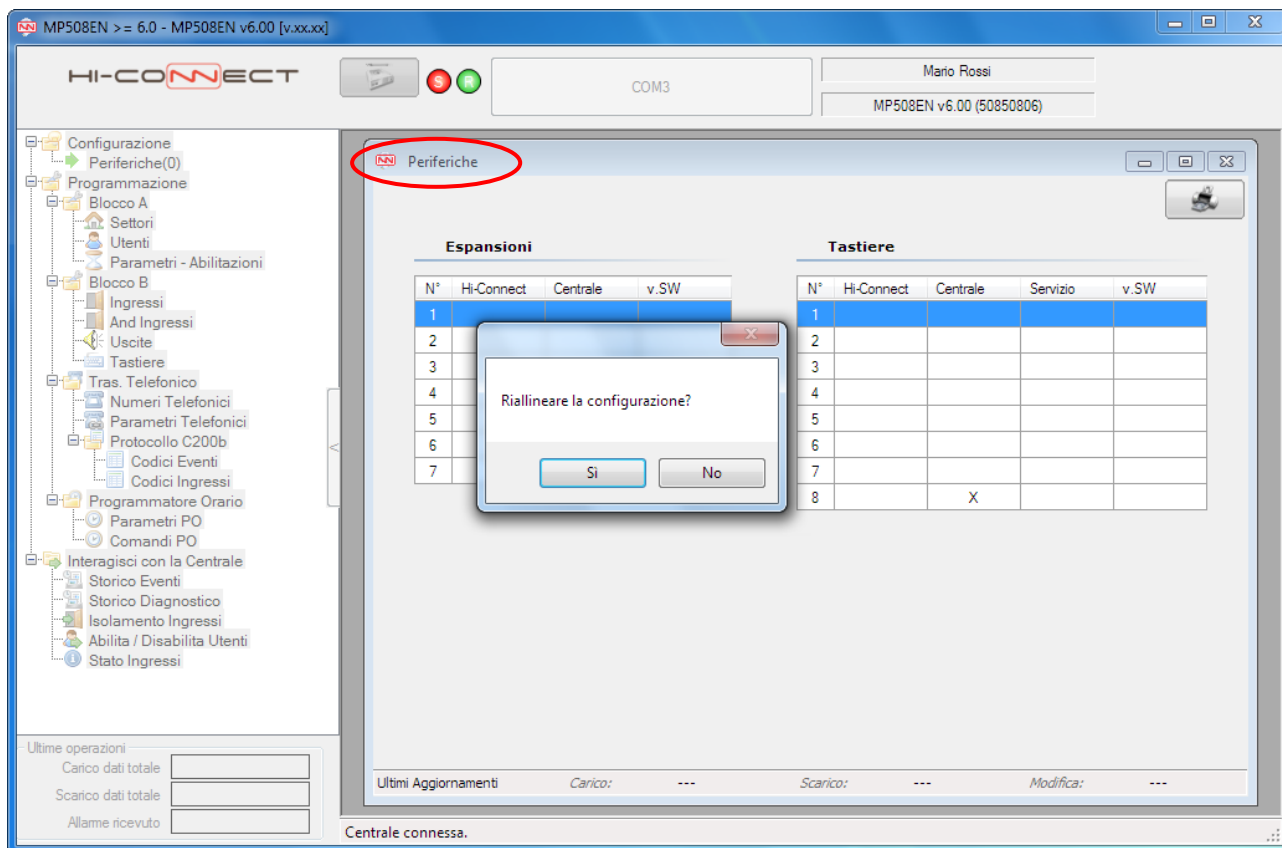 MP508EN >= 6.0 - MP508EN v6.00 [v.xx.xx]
HI-CONNECT
S R
COM3
Mario Rossi
MP508EN v6.00 (50850806)
Configurazione
Periferiche(0)
Programmazione
Blocco A
Settori
Utenti
Parametri - Abilitazioni
Blocco B
Ingressi
And Ingressi
Uscite
Tastiere
Tras. Telefonico
Numeri Telefonici
Parametri Telefonici
Protocollo C200b
Codici Eventi
Codici Ingressi
Programmatore Orario
Parametri PO
Comandi PO
Interagisci con la Centrale
Storico Eventi
Storico Diagnostico
Isolamento Ingressi
Abilita / Disabilita Utenti
Stato Ingressi
Ultime operazioni
Carico dati totale
Scarico dati totale
Allarme ricevuto
<
Periferiche
Espansioni
N° Hi-Connect Centrale v.SW
1
2
3
4
5
6
7
Tastiere
N° Hi-Connect Centrale Servizio v.SW
1
2
3
4
5
6
7
8 X
Riallineare la configurazione?
Sì No
Ultimi Aggiornamenti Carico: --- Scarico: --- Modifica: ---
Centrale connessa.